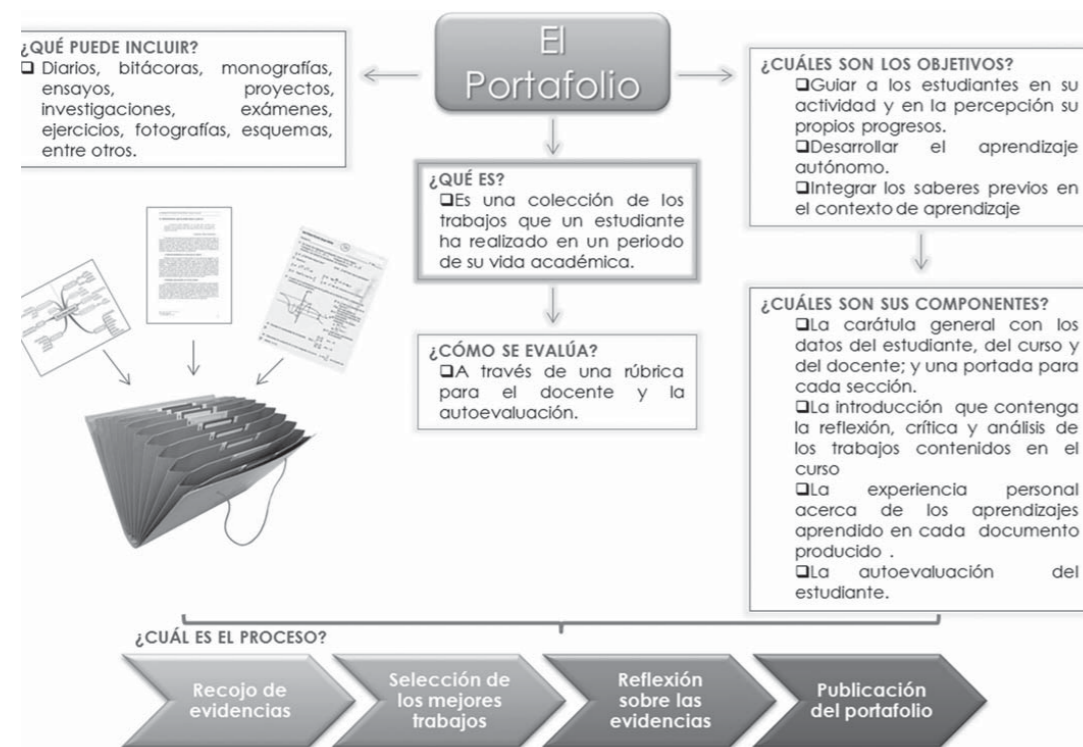 El
Portafolio
¿QUÉ PUEDE INCLUIR?
Diarios, bitácoras, monografías,
ensayos, proyectos,
investigaciones, exámenes,
ejercicios, fotografías, esquemas,
entre otros.
¿QUÉ ES?
Es una colección de los
trabajos que un estudiante
ha realizado en un periodo
de su vida académica.
¿CÓMO SE EVALÚA?
A través de una rúbrica
para el docente y la
autoevaluación.
¿CUÁLES SON LOS OBJETIVOS?
Guiar a los estudiantes en su
actividad y en la percepción su
propios progresos.
Desarrollar el aprendizaje
autónomo.
Integrar los saberes previos en
el contexto de aprendizaje
¿CUÁLES SON SUS COMPONENTES?
La carátula general con los
datos del estudiante, del curso y
del docente; y una portada para
cada sección.
La introducción que contenga
la reflexión, crítica y análisis de
los trabajos contenidos en el
curso
La experiencia personal
acerca de los aprendizajes
aprendido en cada documento
producido .
La autoevaluación del
estudiante.
¿CUÁL ES EL PROCESO?
Recojo de
evidencias
Selección de
los mejores
trabajos
Reflexión
sobre las
evidencias
Publicación
del portafolio